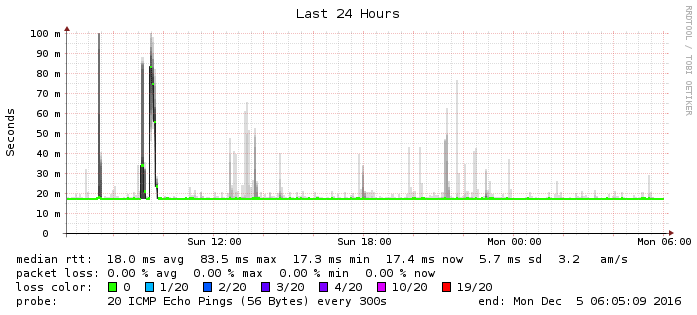 Last 24 Hours
RRDTOOL / TOBI OETIKER
Seconds
100 m
90 m
80 m
70 m
60 m
50 m
40 m
30 m
20 m
10 m
0
Sun 12:00 Sun 18:00 Mon 00:00 Mon 06:00
median rtt: 18.0 ms avg 83.5 ms max 17.3 ms min 17.4 ms now 5.7 ms sd 3.2 am/s
packet loss: 0.00 % avg 0.00 % max 0.00 % min 0.00 % now
loss color: 0 1/20 2/20 3/20 4/20 10/20 19/20
probe: 20 ICMP Echo Pings (56 Bytes) every 300s end: Mon Dec 5 06:05:09 2016